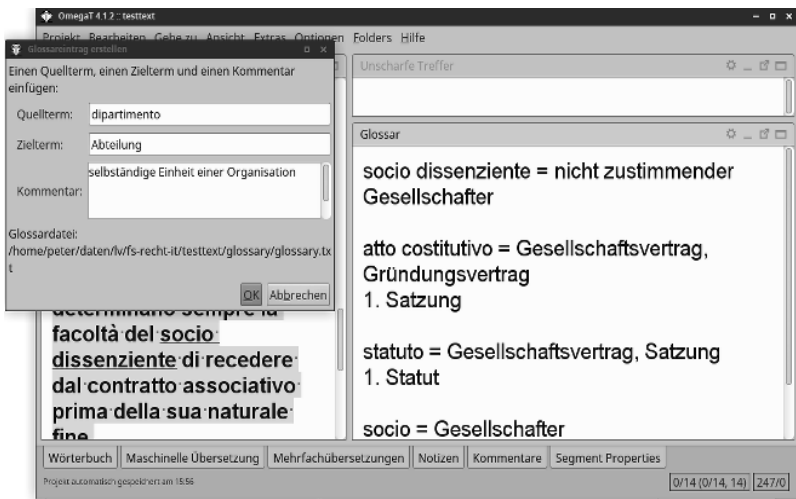 OmegaT 4.1.2 :: testtext
Projekt Bearbeiten Gehe zu Ansicht Extras Optionen Folders Hilfe
Glossareintrag erstellen
Einen Quellterm, einen Zielterm und einen Kommentar
einfügen:
Quellterm: dipartimento
Zielterm: Abteilung
Kommentar: selbständige Einheit einer Organisation
Glossardatei:
/home/peter/daten/lv/fs-recht-it/testtext/glossary/glossary.tx
t
OK Abbrechen
determinano sempre la
facoltà del socio
dissenziente di recedere
dal contratto associativo
prima della sua naturale
fine
Unscharfe Treffer
Glossar
socio dissenziente = nicht zustimmender
Gesellschafter
atto costitutivo = Gesellschaftsvertrag,
Gründungsvertrag
1. Satzung
statuto = Gesellschaftsvertrag, Satzung
1. Statut
socio = Gesellschafter
Wörterbuch Maschinelle Übersetzung Mehrfachübersetzungen Notizen Kommentare Segment Properties
Projekt automatisch gespeichert am 15:56
0/14 (0/14, 14) 247/0